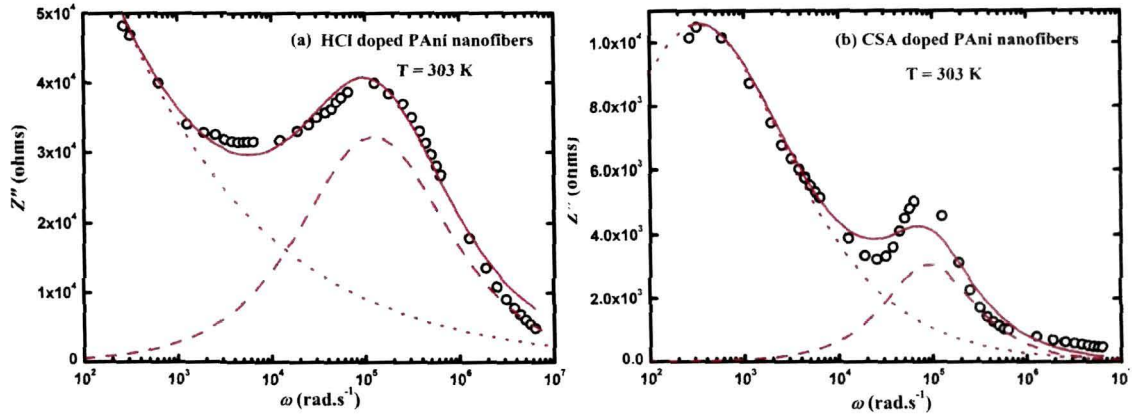 5x10⁴
4x10⁴
3x10⁴
2x10⁴
1x10⁴
0
Z″ (ohms)
(a) HCl doped PAni nanofibers
T = 303 K
10² 10³ 10⁴ 10⁵ 10⁶ 10⁷
ω (rad.s⁻¹)
1.0x10⁴
8.0x10³
6.0x10³
4.0x10³
2.0x10³
0.0
(ohms)
(b) CSA doped PAni nanofibers
T = 303 K
10² 10³ 10⁴ 10⁵ 10⁶ 10⁷
ω (rad.s⁻¹)